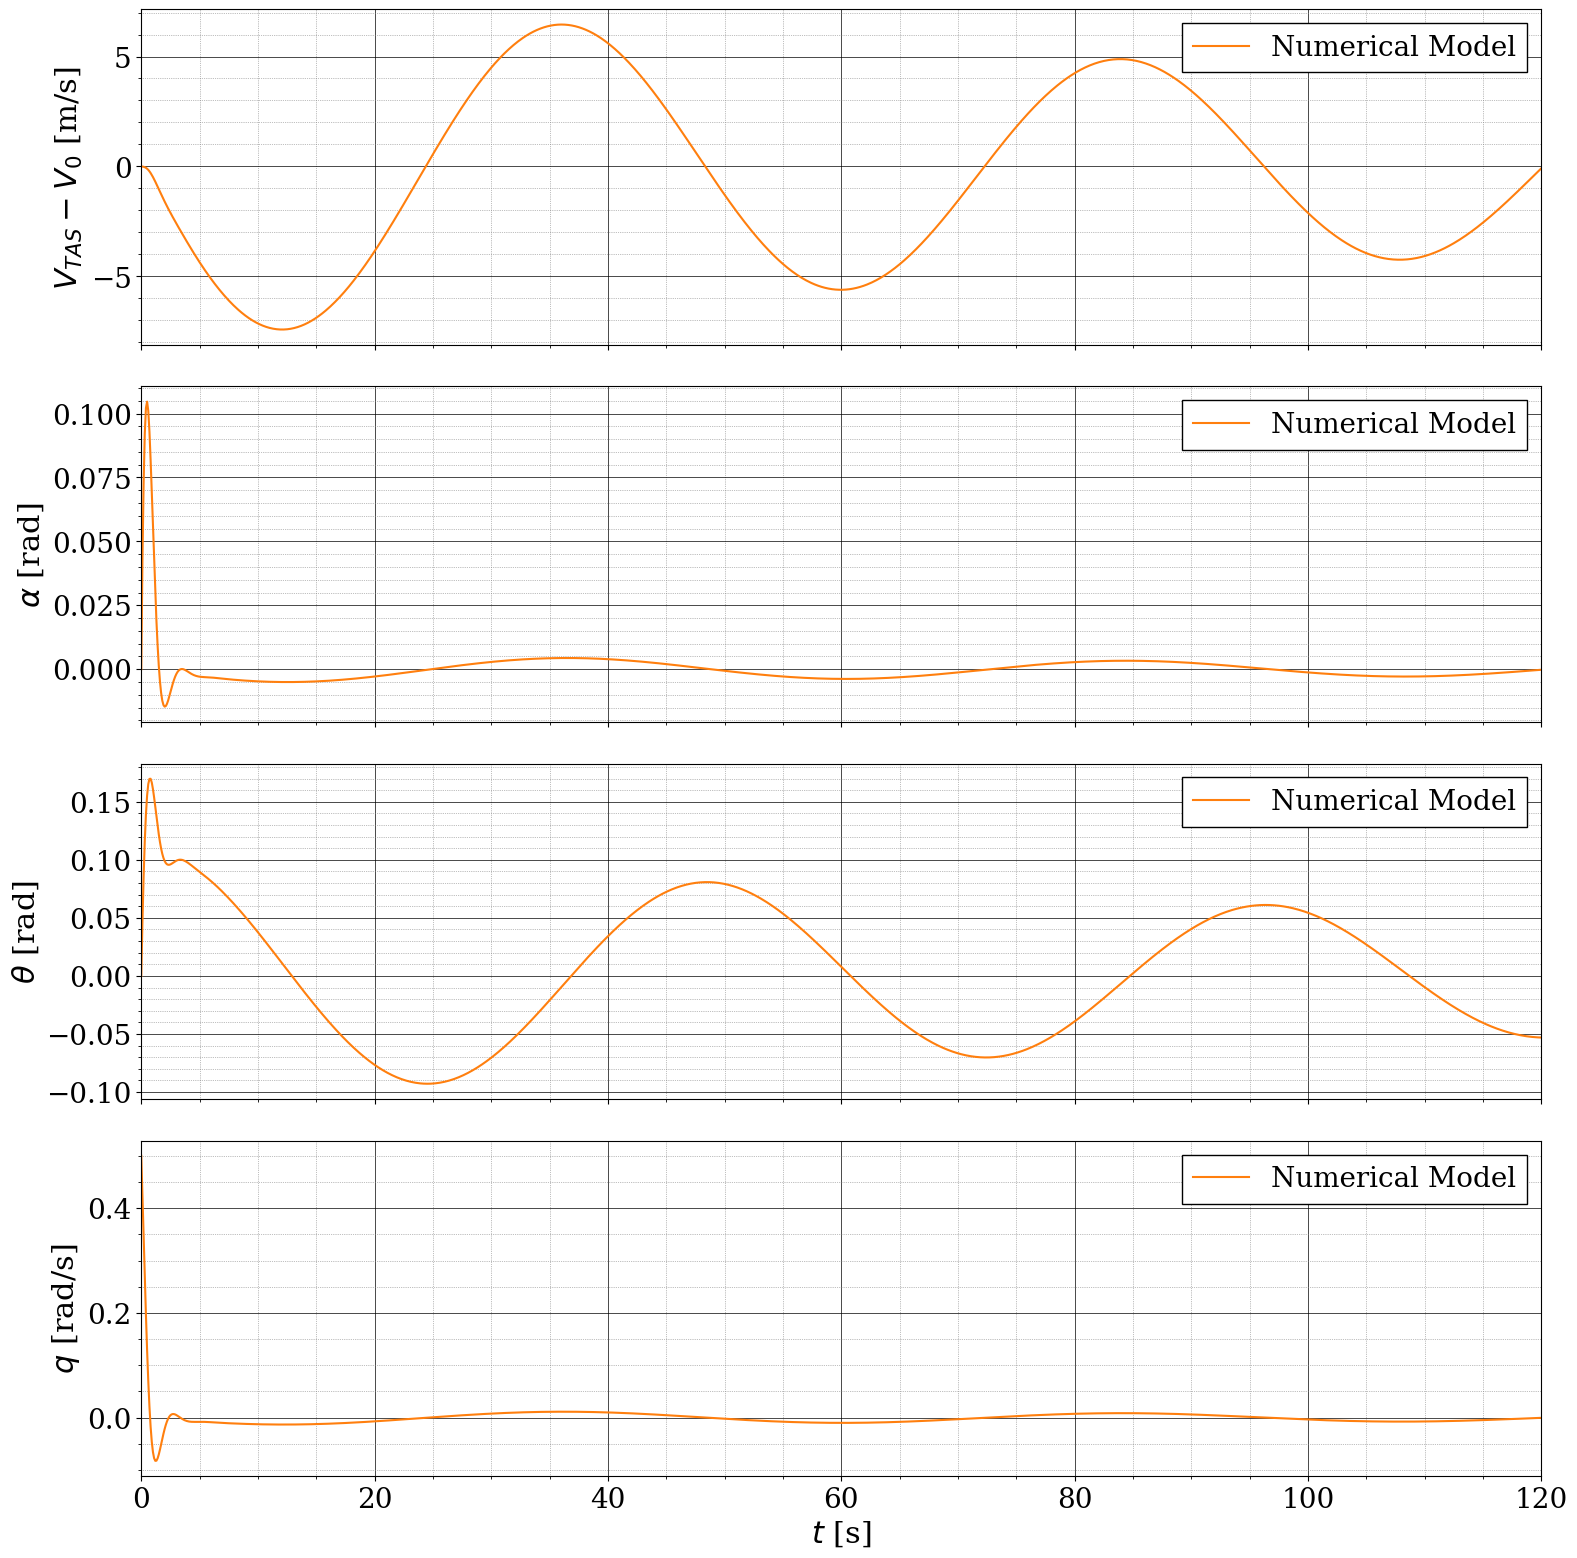 V_TAS − V_0 [m/s]
5
0
−5
Numerical Model
α [rad]
0.100
0.075
0.050
0.025
0.000
Numerical Model
θ [rad]
0.15
0.10
0.05
0.00
−0.05
−0.10
Numerical Model
q [rad/s]
0.4
0.2
0.0
Numerical Model
0 20 40 60 80 100 120
t [s]